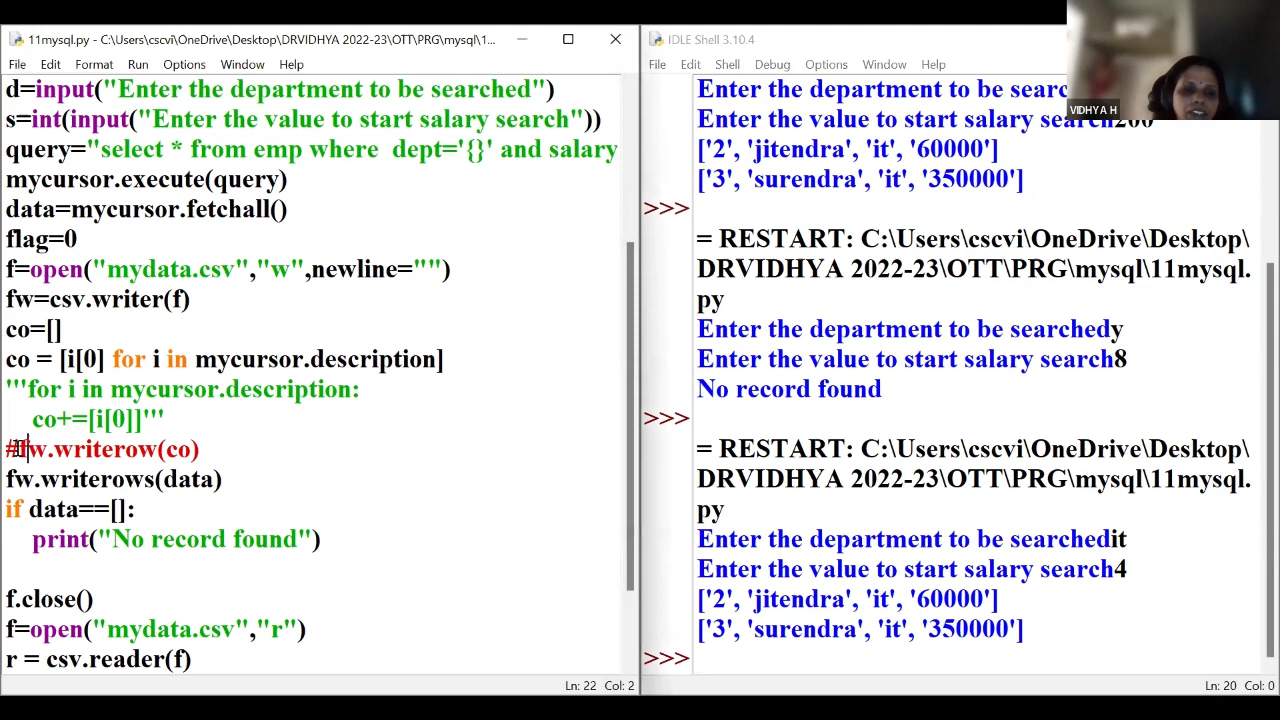 11mysql.py - C:\Users\cscvi\OneDrive\Desktop\DRVIDHYA 2022-23\OTT\PRG\mysql\1...
File Edit Format Run Options Window Help
d=input("Enter the department to be searched")
s=int(input("Enter the value to start salary search"))
query="select * from emp where  dept='{}' and salary
mycursor.execute(query)
data=mycursor.fetchall()
flag=0
f=open("mydata.csv","w",newline="")
fw=csv.writer(f)
co=[]
co = [i[0] for i in mycursor.description]
'''for i in mycursor.description:
co+=[i[0]]'''
#fw.writerow(co)
fw.writerows(data)
if data==[]:
print("No record found")
f.close()
f=open("mydata.csv","r")
r = csv.reader(f)
Ln: 22 Col: 2
IDLE Shell 3.10.4
File Edit Shell Debug Options Window Help
VIDHYA H
Enter the department to be searc
Enter the value to start salary search200
['2', 'jitendra', 'it', '60000']
['3', 'surendra', 'it', '350000']
>>>
= RESTART: C:\Users\cscvi\OneDrive\Desktop\
DRVIDHYA 2022-23\OTT\PRG\mysql\11mysql.
py
Enter the department to be searchedy
Enter the value to start salary search8
No record found
>>>
= RESTART: C:\Users\cscvi\OneDrive\Desktop\
DRVIDHYA 2022-23\OTT\PRG\mysql\11mysql.
py
Enter the department to be searchedit
Enter the value to start salary search4
['2', 'jitendra', 'it', '60000']
['3', 'surendra', 'it', '350000']
>>>
Ln: 20 Col: 0